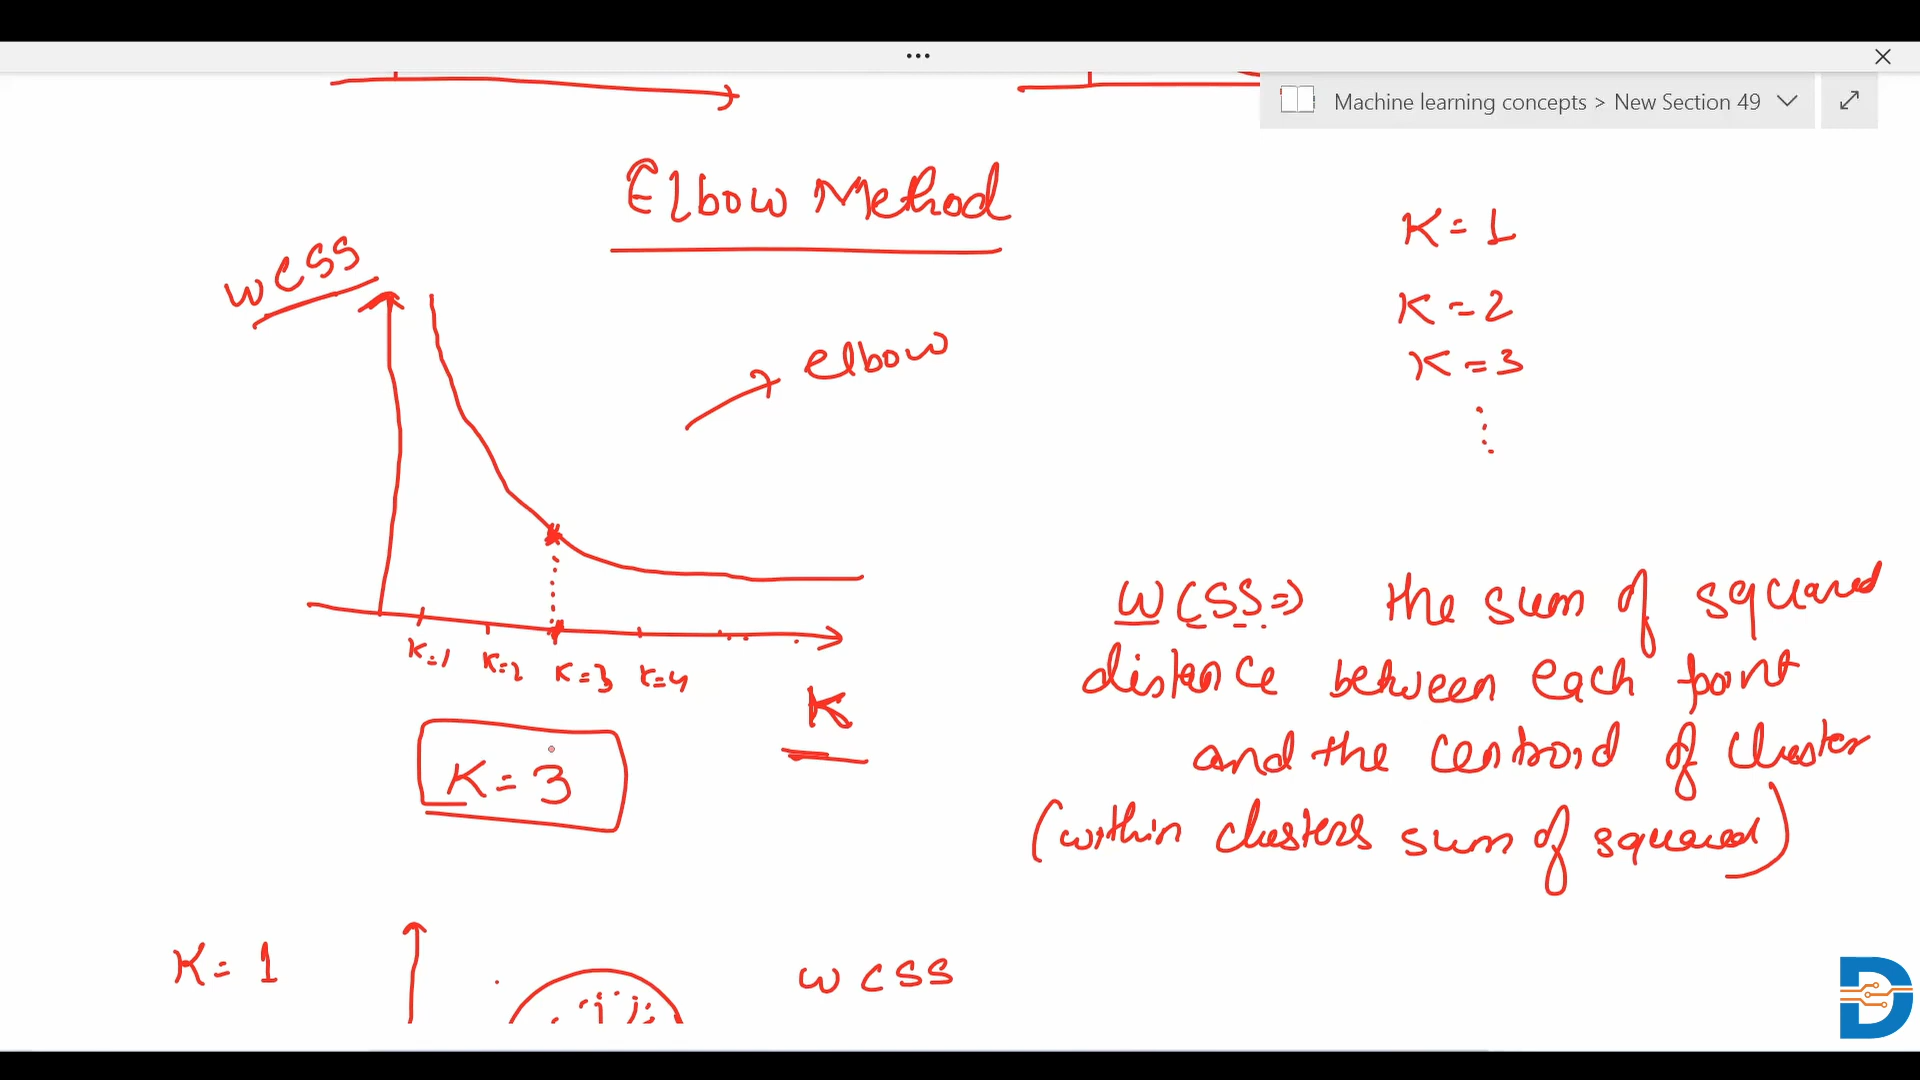 Machine learning concepts > New Section 49
Elbow Method
WCSS
elbow
K=1
K=2
K=3
K=1 K=2 K=3 K=4
K
K=3
WCSS => the sum of squared
distance between each point
and the centroid of cluster
(within clusters sum of squared)
K=1
WCSS